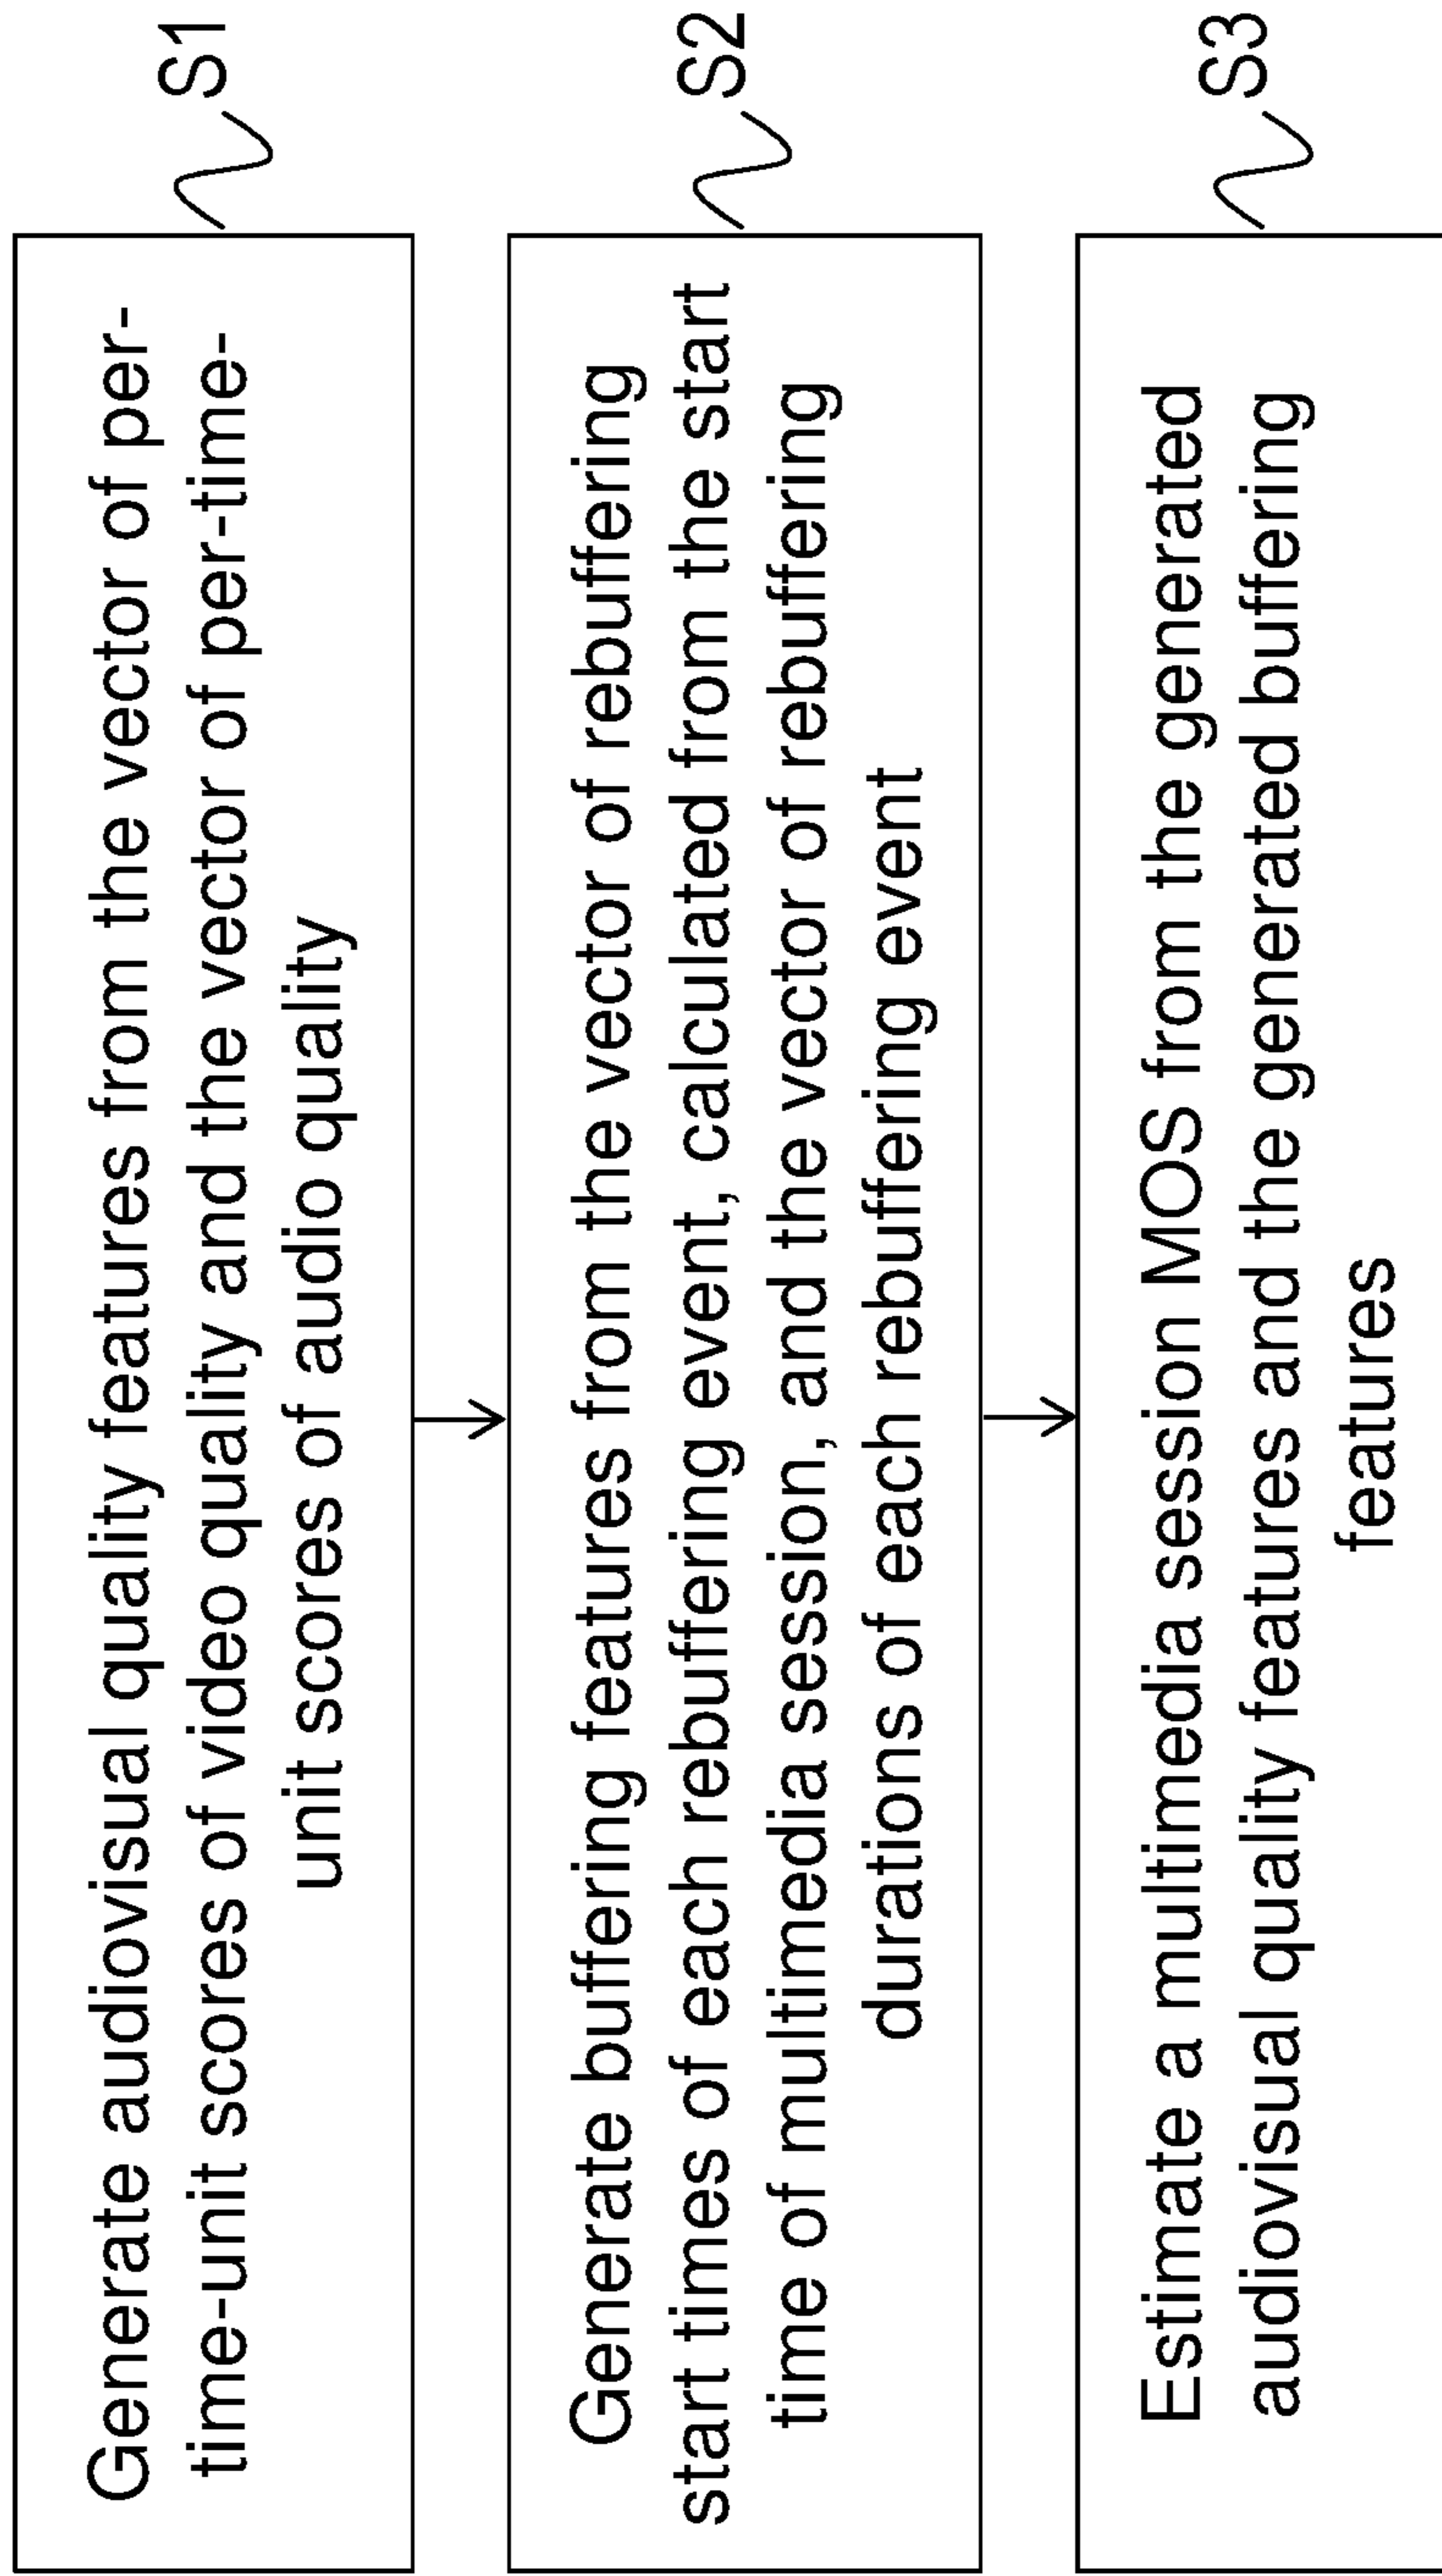 Generate audiovisual quality features from the vector of per-
time-unit scores of video quality and the vector of per-time-
unit scores of audio quality
S1
Generate buffering features from the vector of rebuffering
start times of each rebuffering event, calculated from the start
time of multimedia session, and the vector of rebuffering
durations of each rebuffering event
S2
Estimate a multimedia session MOS from the generated
audiovisual quality features and the generated buffering
features
S3